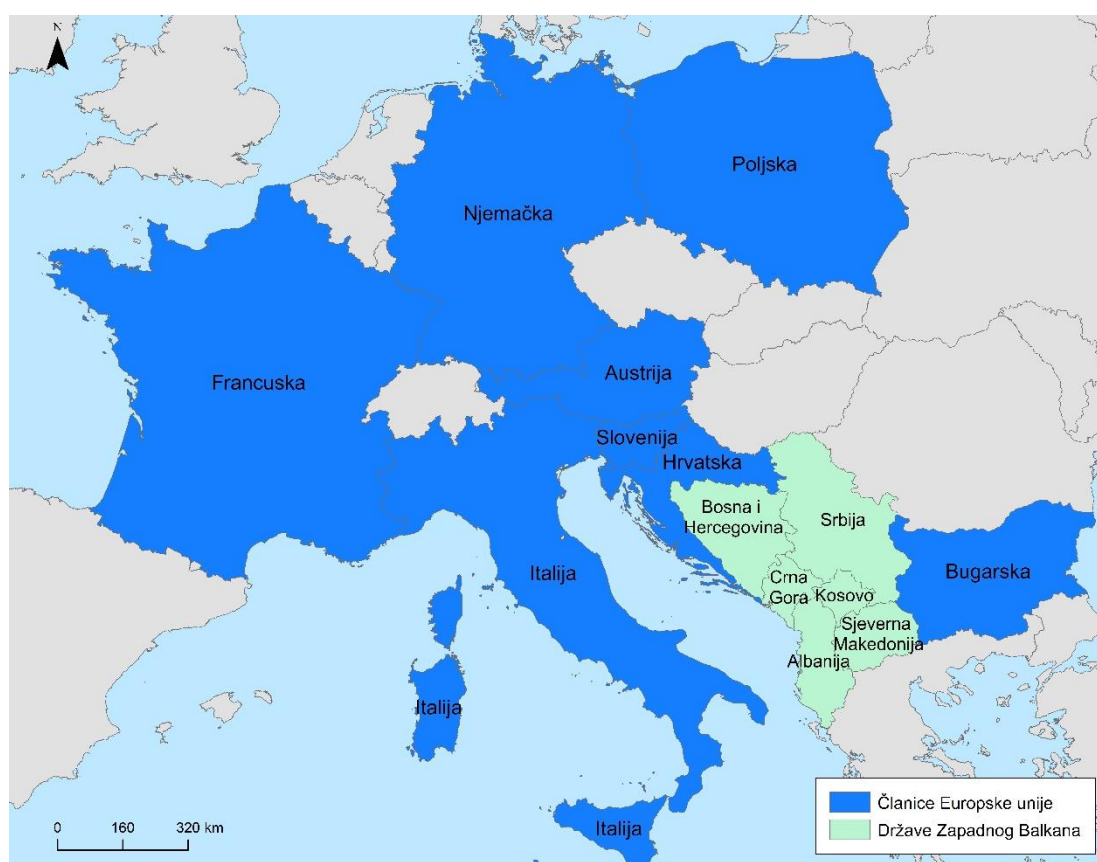 N
Poljska
Njemačka
Francuska
Austrija
Slovenija
Hrvatska
Bosna i
Hercegovina
Srbija
Italija
Crna
Gora
Kosovo
Bugarska
Sjeverna
Makedonija
Albanija
Italija
Italija
0 160 320 km
Članice Europske unije
Države Zapadnog Balkana